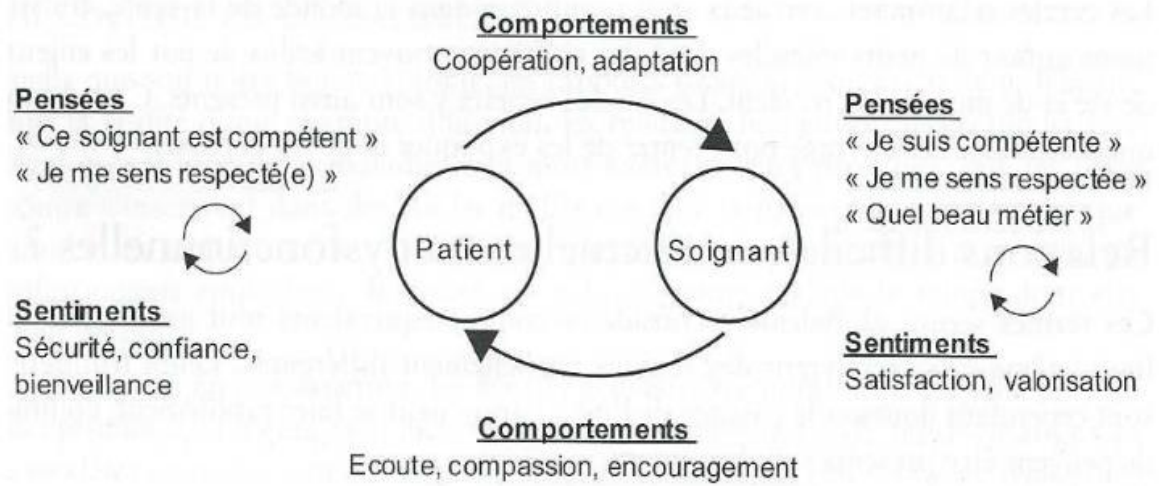 Comportements
Coopération, adaptation
Pensées
« Ce soignant est compétent »
« Je me sens respecté(e) »
Sentiments
Sécurité, confiance,
bienveillance
Patient
Soignant
Pensées
« Je suis compétente »
« Je me sens respectée »
« Quel beau métier »
Sentiments
Satisfaction, valorisation
Comportements
Ecoute, compassion, encouragement